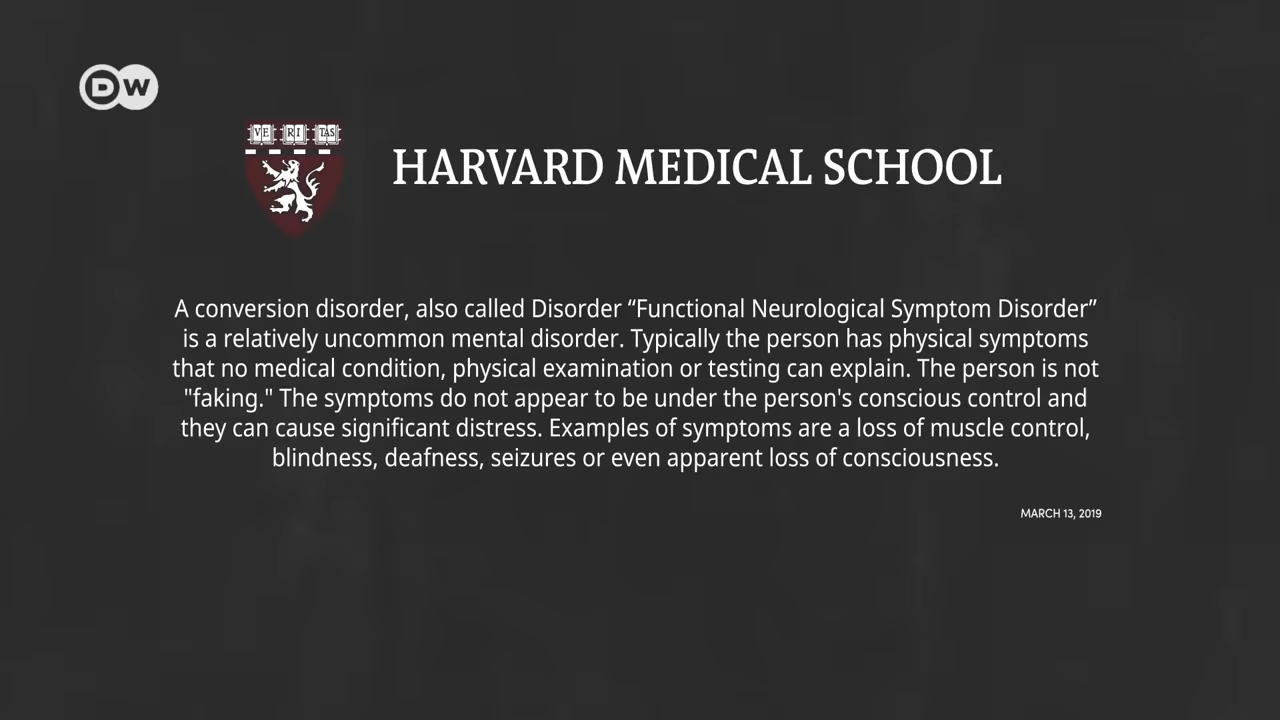 DW
VE RI TAS
HARVARD MEDICAL SCHOOL
A conversion disorder, also called Disorder “Functional Neurological Symptom Disorder”
is a relatively uncommon mental disorder. Typically the person has physical symptoms
that no medical condition, physical examination or testing can explain. The person is not
"faking." The symptoms do not appear to be under the person's conscious control and
they can cause significant distress. Examples of symptoms are a loss of muscle control,
blindness, deafness, seizures or even apparent loss of consciousness.
MARCH 13, 2019